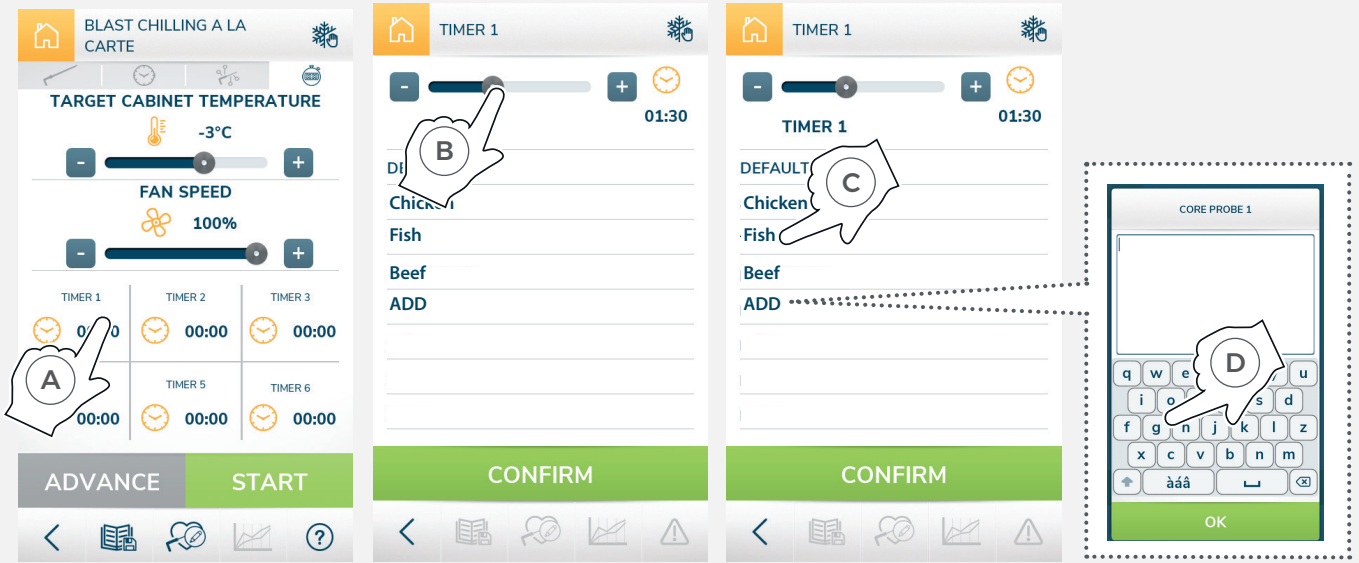 BLAST CHILLING A LA
CARTE
TARGET CABINET TEMPERATURE
-3°C
- +
FAN SPEED
100%
- +
TIMER 1 TIMER 2 TIMER 3
00:00 00:00
A
TIMER 5 TIMER 6
00:00 00:00 00:00
ADVANCE START
?
TIMER 1
- +
01:30
B
Fish
Beef
ADD
CONFIRM
TIMER 1
- +
01:30
TIMER 1
DEFAULT
C
Chicken
Fish
Beef
ADD
CONFIRM
CORE PROBE 1
D
q w e u
i o s d
f g h j k l z
x c v b n m
àáâ
OK